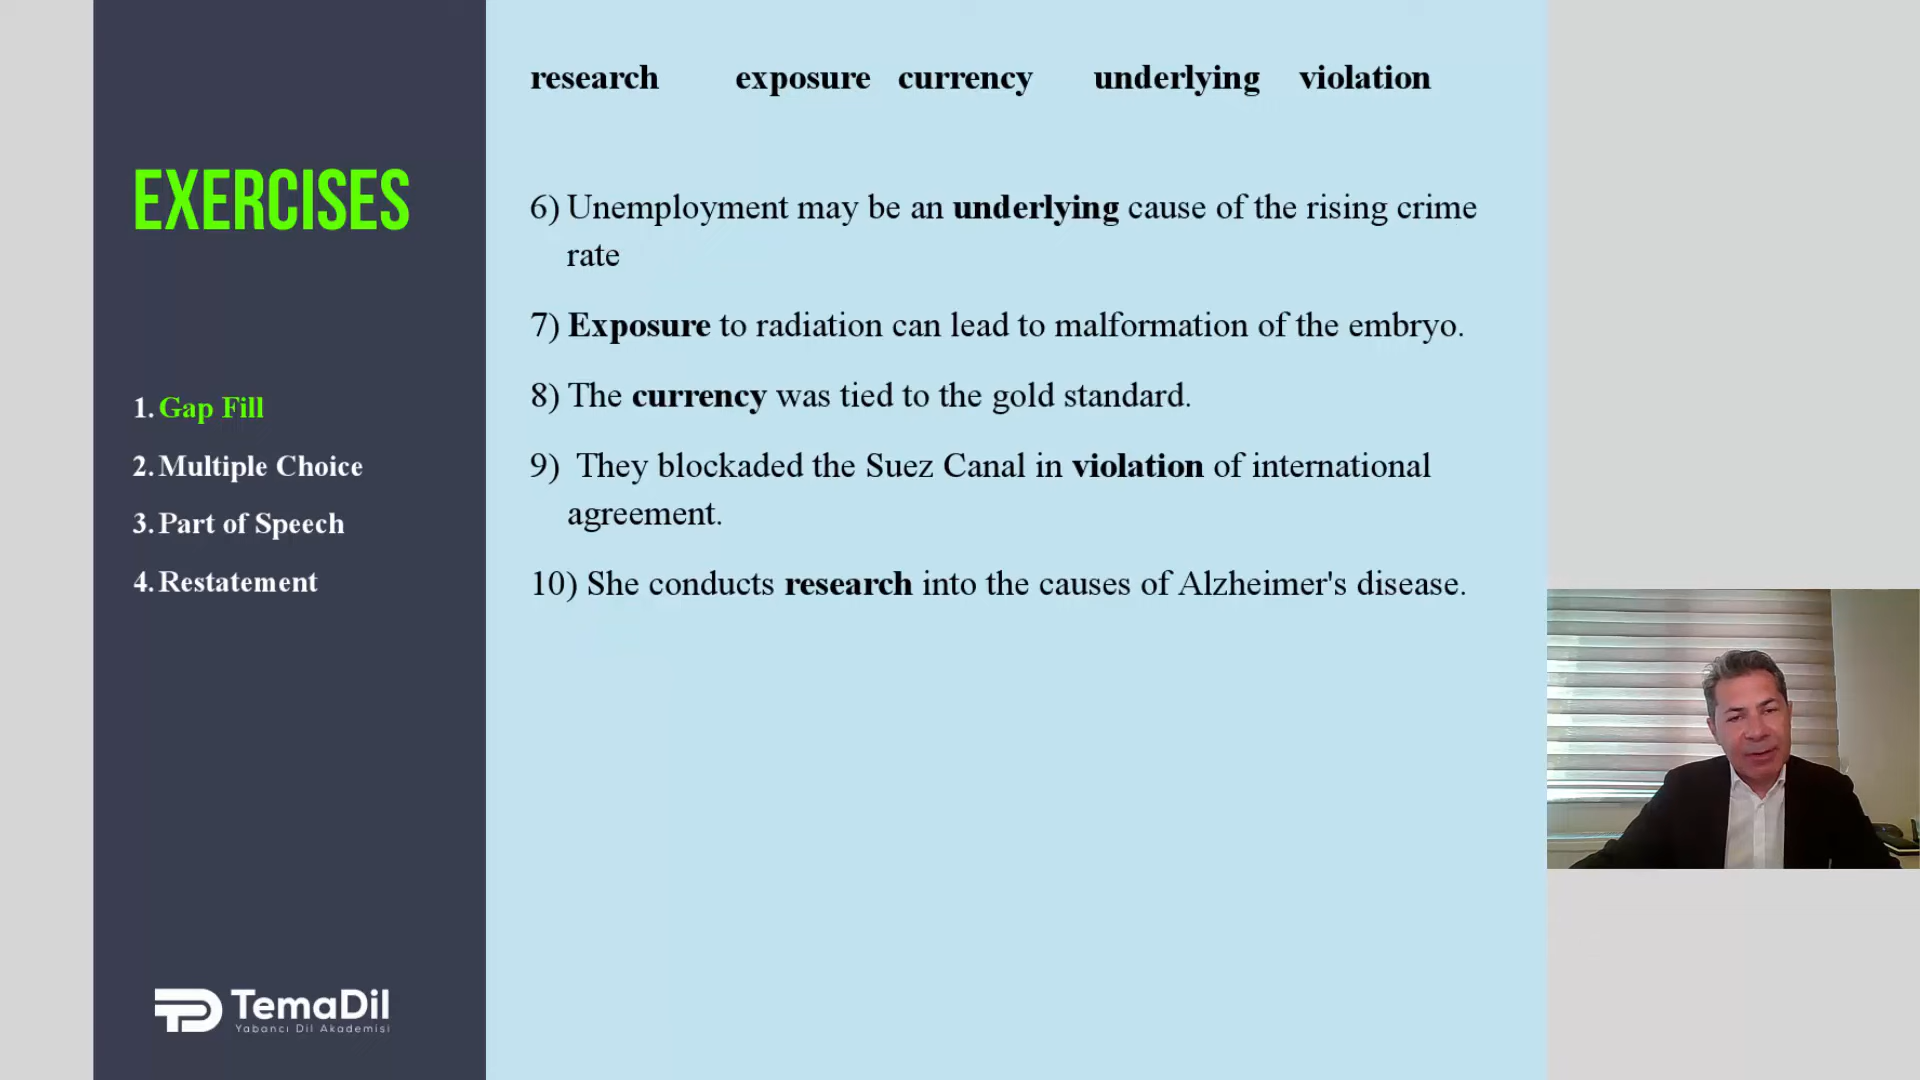 EXERCISES
1. Gap Fill
2. Multiple Choice
3. Part of Speech
4. Restatement
TemaDil
Yabancı Dil Akademisi
research exposure currency underlying violation
6) Unemployment may be an underlying cause of the rising crime
rate
7) Exposure to radiation can lead to malformation of the embryo.
8) The currency was tied to the gold standard.
9) They blockaded the Suez Canal in violation of international
agreement.
10) She conducts research into the causes of Alzheimer's disease.